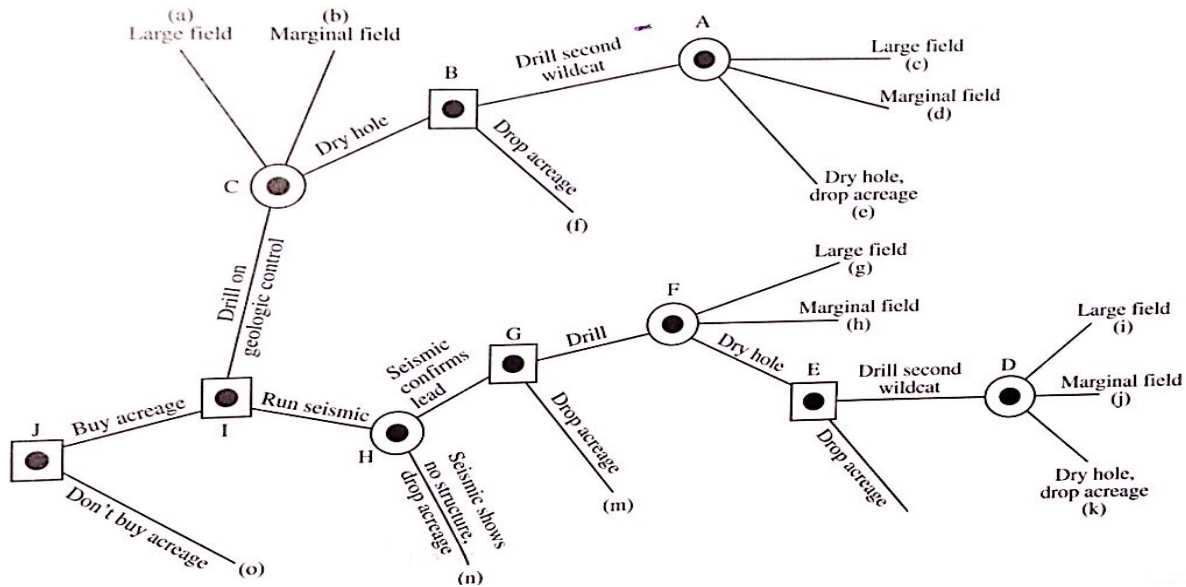 (a)
Large field
(b)
Marginal field
A
Drill second
wildcat
Large field
(c)
Marginal field
(d)
B
Dry hole
Drop acreage
Dry hole,
drop acreage
(e)
C
(f)
Drill on
geologic control
Large field
(g)
F
Marginal field
(h)
Large field
(i)
G
Drill
Dry hole
E
Drill second
wildcat
D
Marginal field
(j)
Seismic
confirms
lead
Buy acreage
I
Run seismic
J
H
Drop acreage
Drop acreage
Dry hole,
drop acreage
(k)
Don't buy acreage
Seismic shows
no structure,
drop acreage
(m)
(o)
(n)